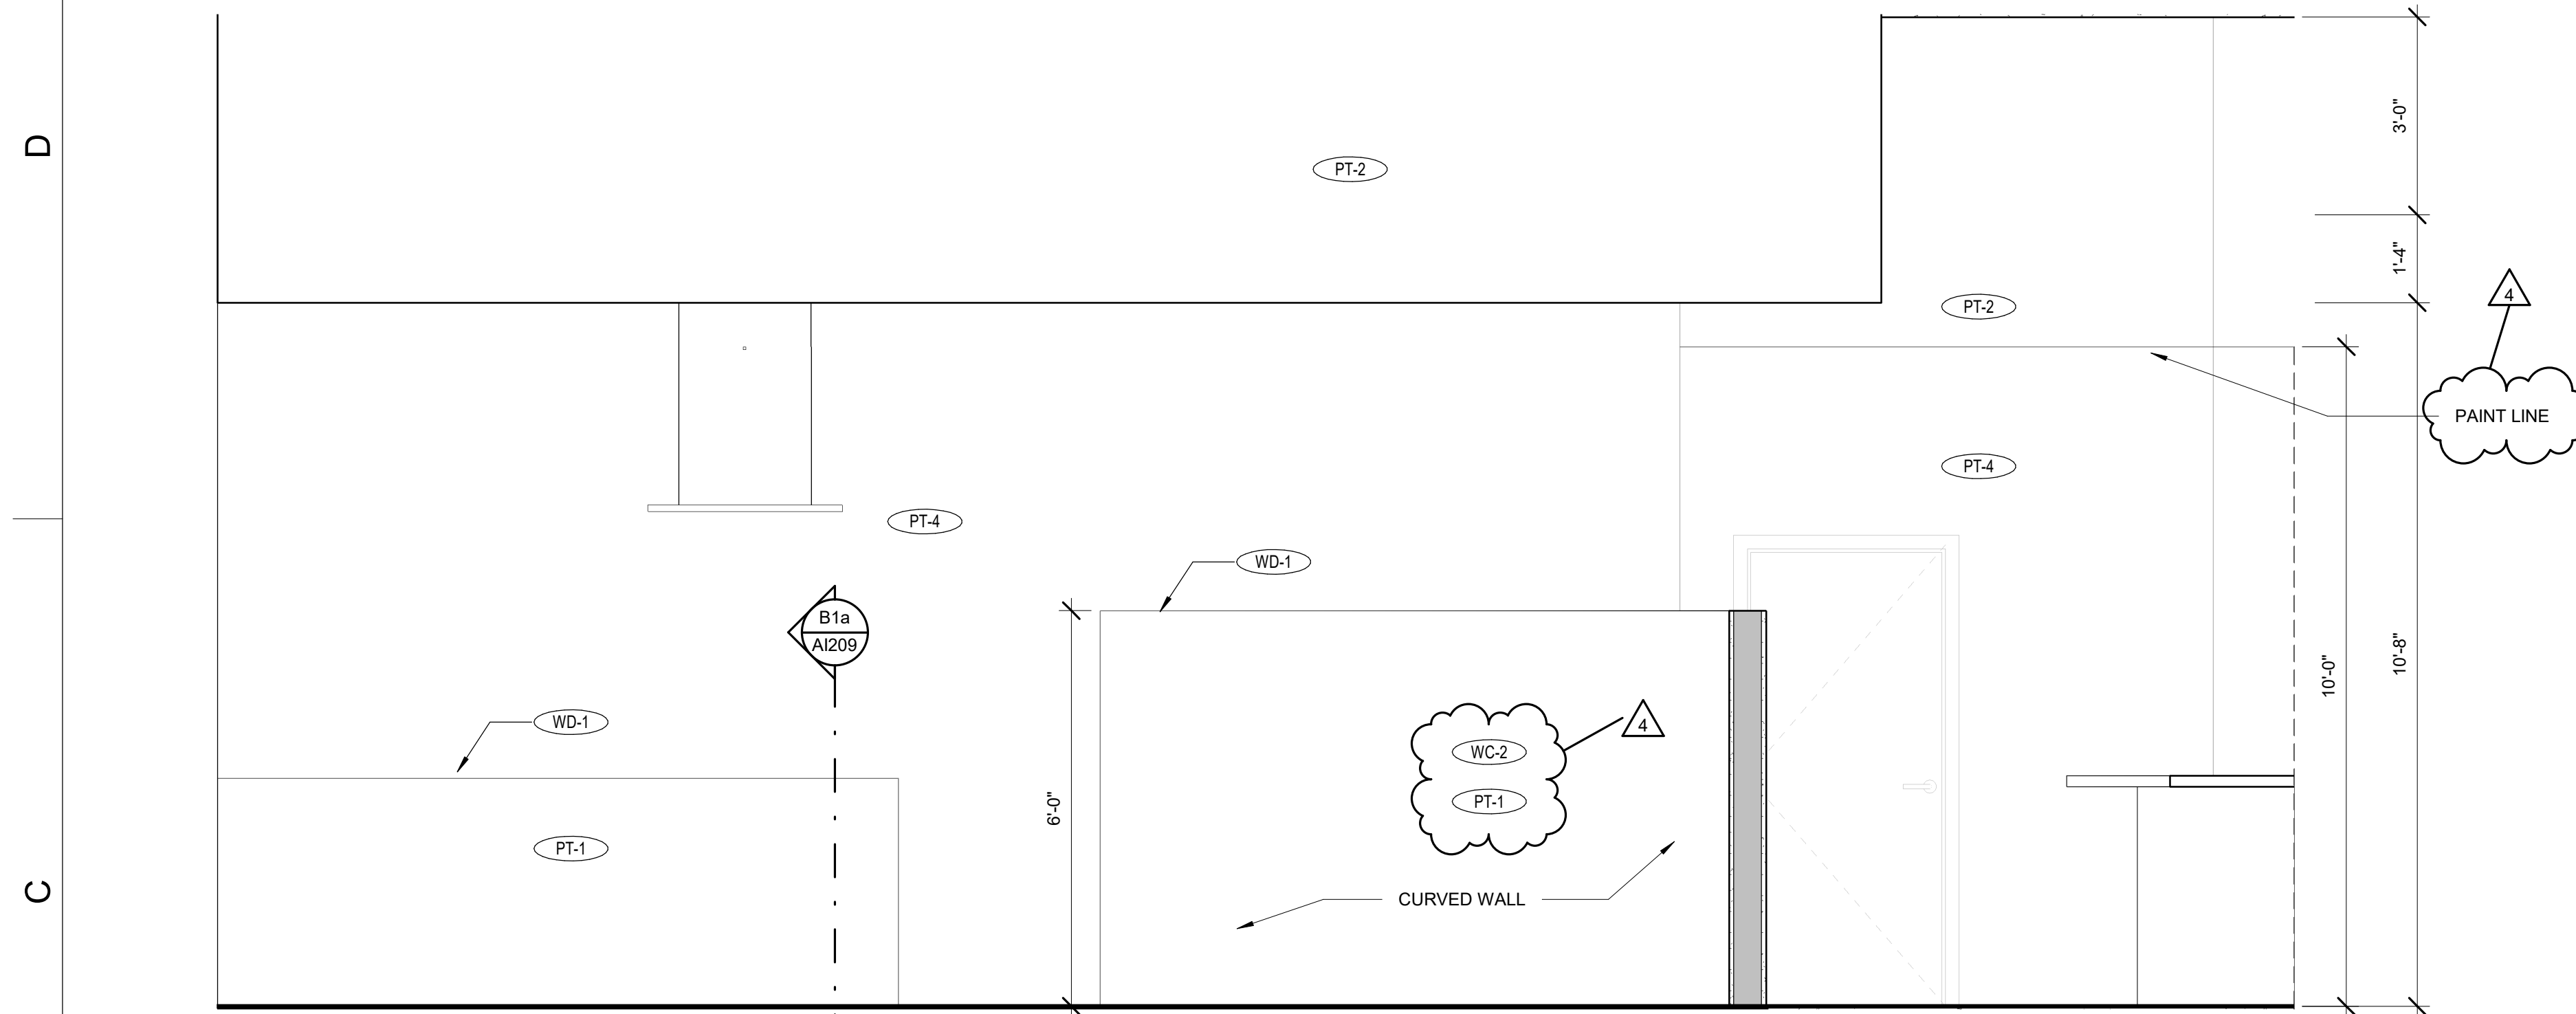 D
3'-0"
PT-2
1'-4"
4
PT-2
PAINT LINE
PT-4
PT-4
WD-1
B1a
AI209
10'-0"
10'-8"
WD-1
4
WC-2
PT-1
6'-0"
PT-1
C
CURVED WALL